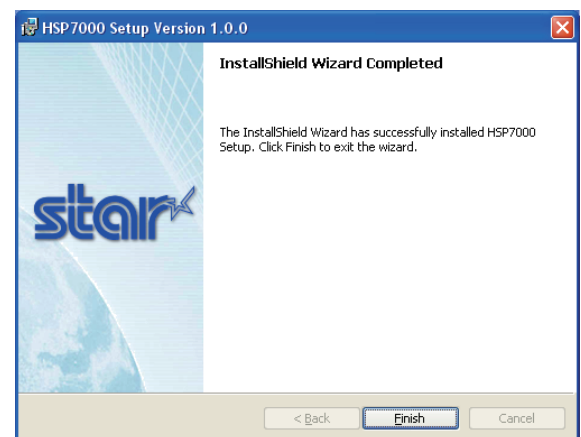 HSP7000 Setup Version 1.0.0
InstallShield Wizard Completed
The InstallShield Wizard has successfully installed HSP7000
Setup. Click Finish to exit the wizard.
star
< Back
Finish
Cancel